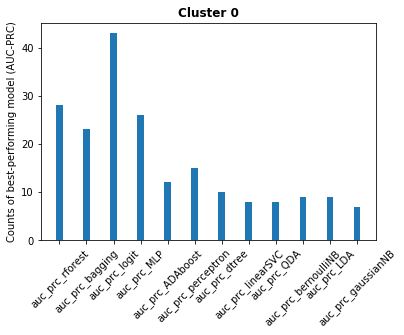 Cluster 0
Counts of best-performing model (AUC-PRC)
40
30
20
10
0
auc_prc_rforest
auc_prc_bagging
auc_prc_logit
auc_prc_MLP
auc_prc_ADAboost
auc_prc_perceptron
auc_prc_dtree
auc_prc_linearSVC
auc_prc_QDA
auc_prc_bernoulliNB
auc_prc_LDA
auc_prc_gaussianNB